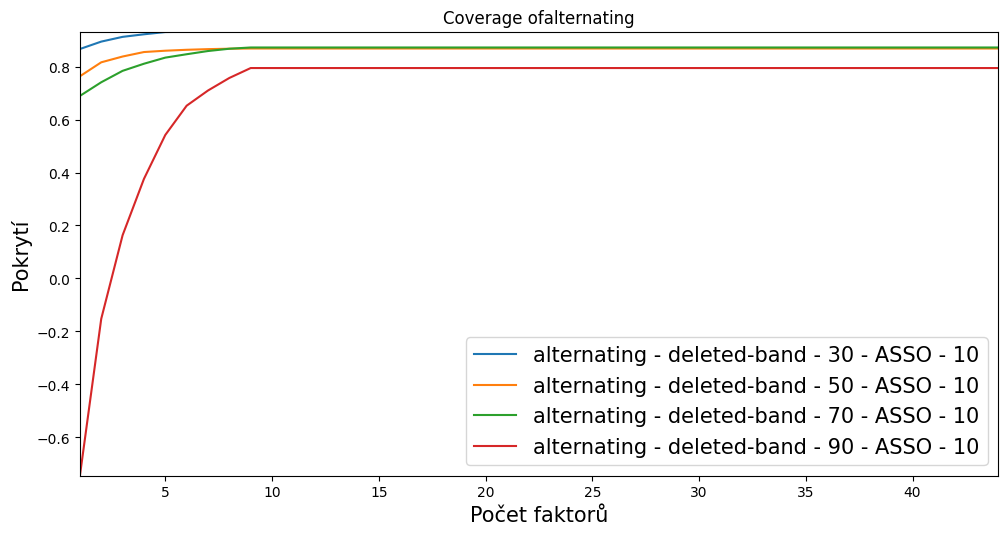 Coverage ofalternating
Pokrytí
0.8
0.6
0.4
0.2
0.0
−0.2
−0.4
−0.6
alternating - deleted-band - 30 - ASSO - 10
alternating - deleted-band - 50 - ASSO - 10
alternating - deleted-band - 70 - ASSO - 10
alternating - deleted-band - 90 - ASSO - 10
5 10 15 20 25 30 35 40
Počet faktorů